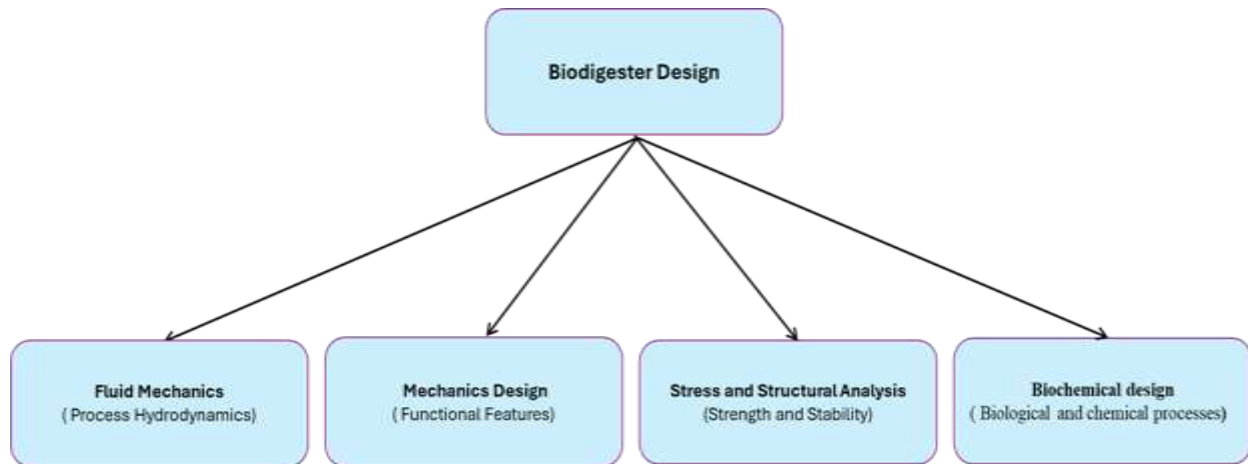 Biodigester Design
Fluid Mechanics
( Process Hydrodynamics)
Mechanics Design
( Functional Features)
Stress and Structural Analysis
(Strength and Stability)
Biochemical design
( Biological and chemical processes)